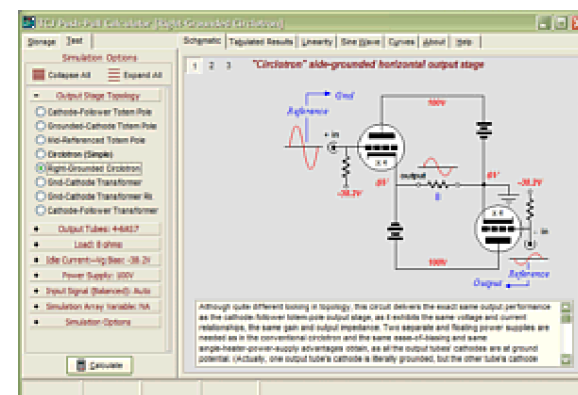 TCJ Push-Pull Calculator [Right-Grounded Circlotron]
Storage Test
Schematic Tabulated Results Linearity Sine Wave Curves About Help
Simulation Options
Collapse All Expand All
Output Stage Topology
Cathode-Follower Totem Pole
Grounded-Cathode Totem Pole
Mid-Referenced Totem Pole
Circlotron (Simple)
Right-Grounded Circlotron
Gnd-Cathode Transformer
Gnd-Cathode Transformer Rk
Cathode-Follower Transformer
Output Tubes:
Load: 8 ohms
Idle Current=Vg Bias: -38.2V
Power Supply: 100V
Input Signal (Balanced): Auto
Simulation Array Variable: NA
Simulation Options
Calculate
1 2 3 "Circlotron" side-grounded horizontal output stage
Gnd
Reference
100V
+ in
x 4
-38.2V
0V
output
8
0V
-38.2V
x 4
- in
100V
Reference
Output
Although quite different looking in topology, this circuit delivers the exact same output performance
as the cathode-follower totem-pole output stage, as it exhibits the same voltage and current
relationships, the same gain and output impedance. Two separate and floating power supplies are
needed as in the conventional circlotron and the same ease-of-biasing and same
single-heater-power-supply advantages obtain, as all the output tubes' cathodes are at ground
potential. (Actually, one output tube's cathode is literally grounded, but the other tube's cathode